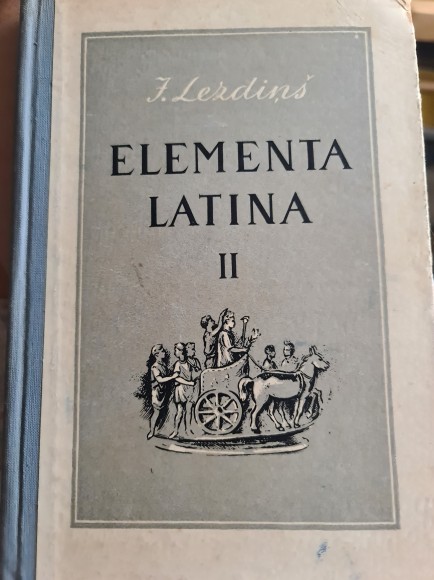 J. Lezdiņš
ELEMENTA
LATINA
II